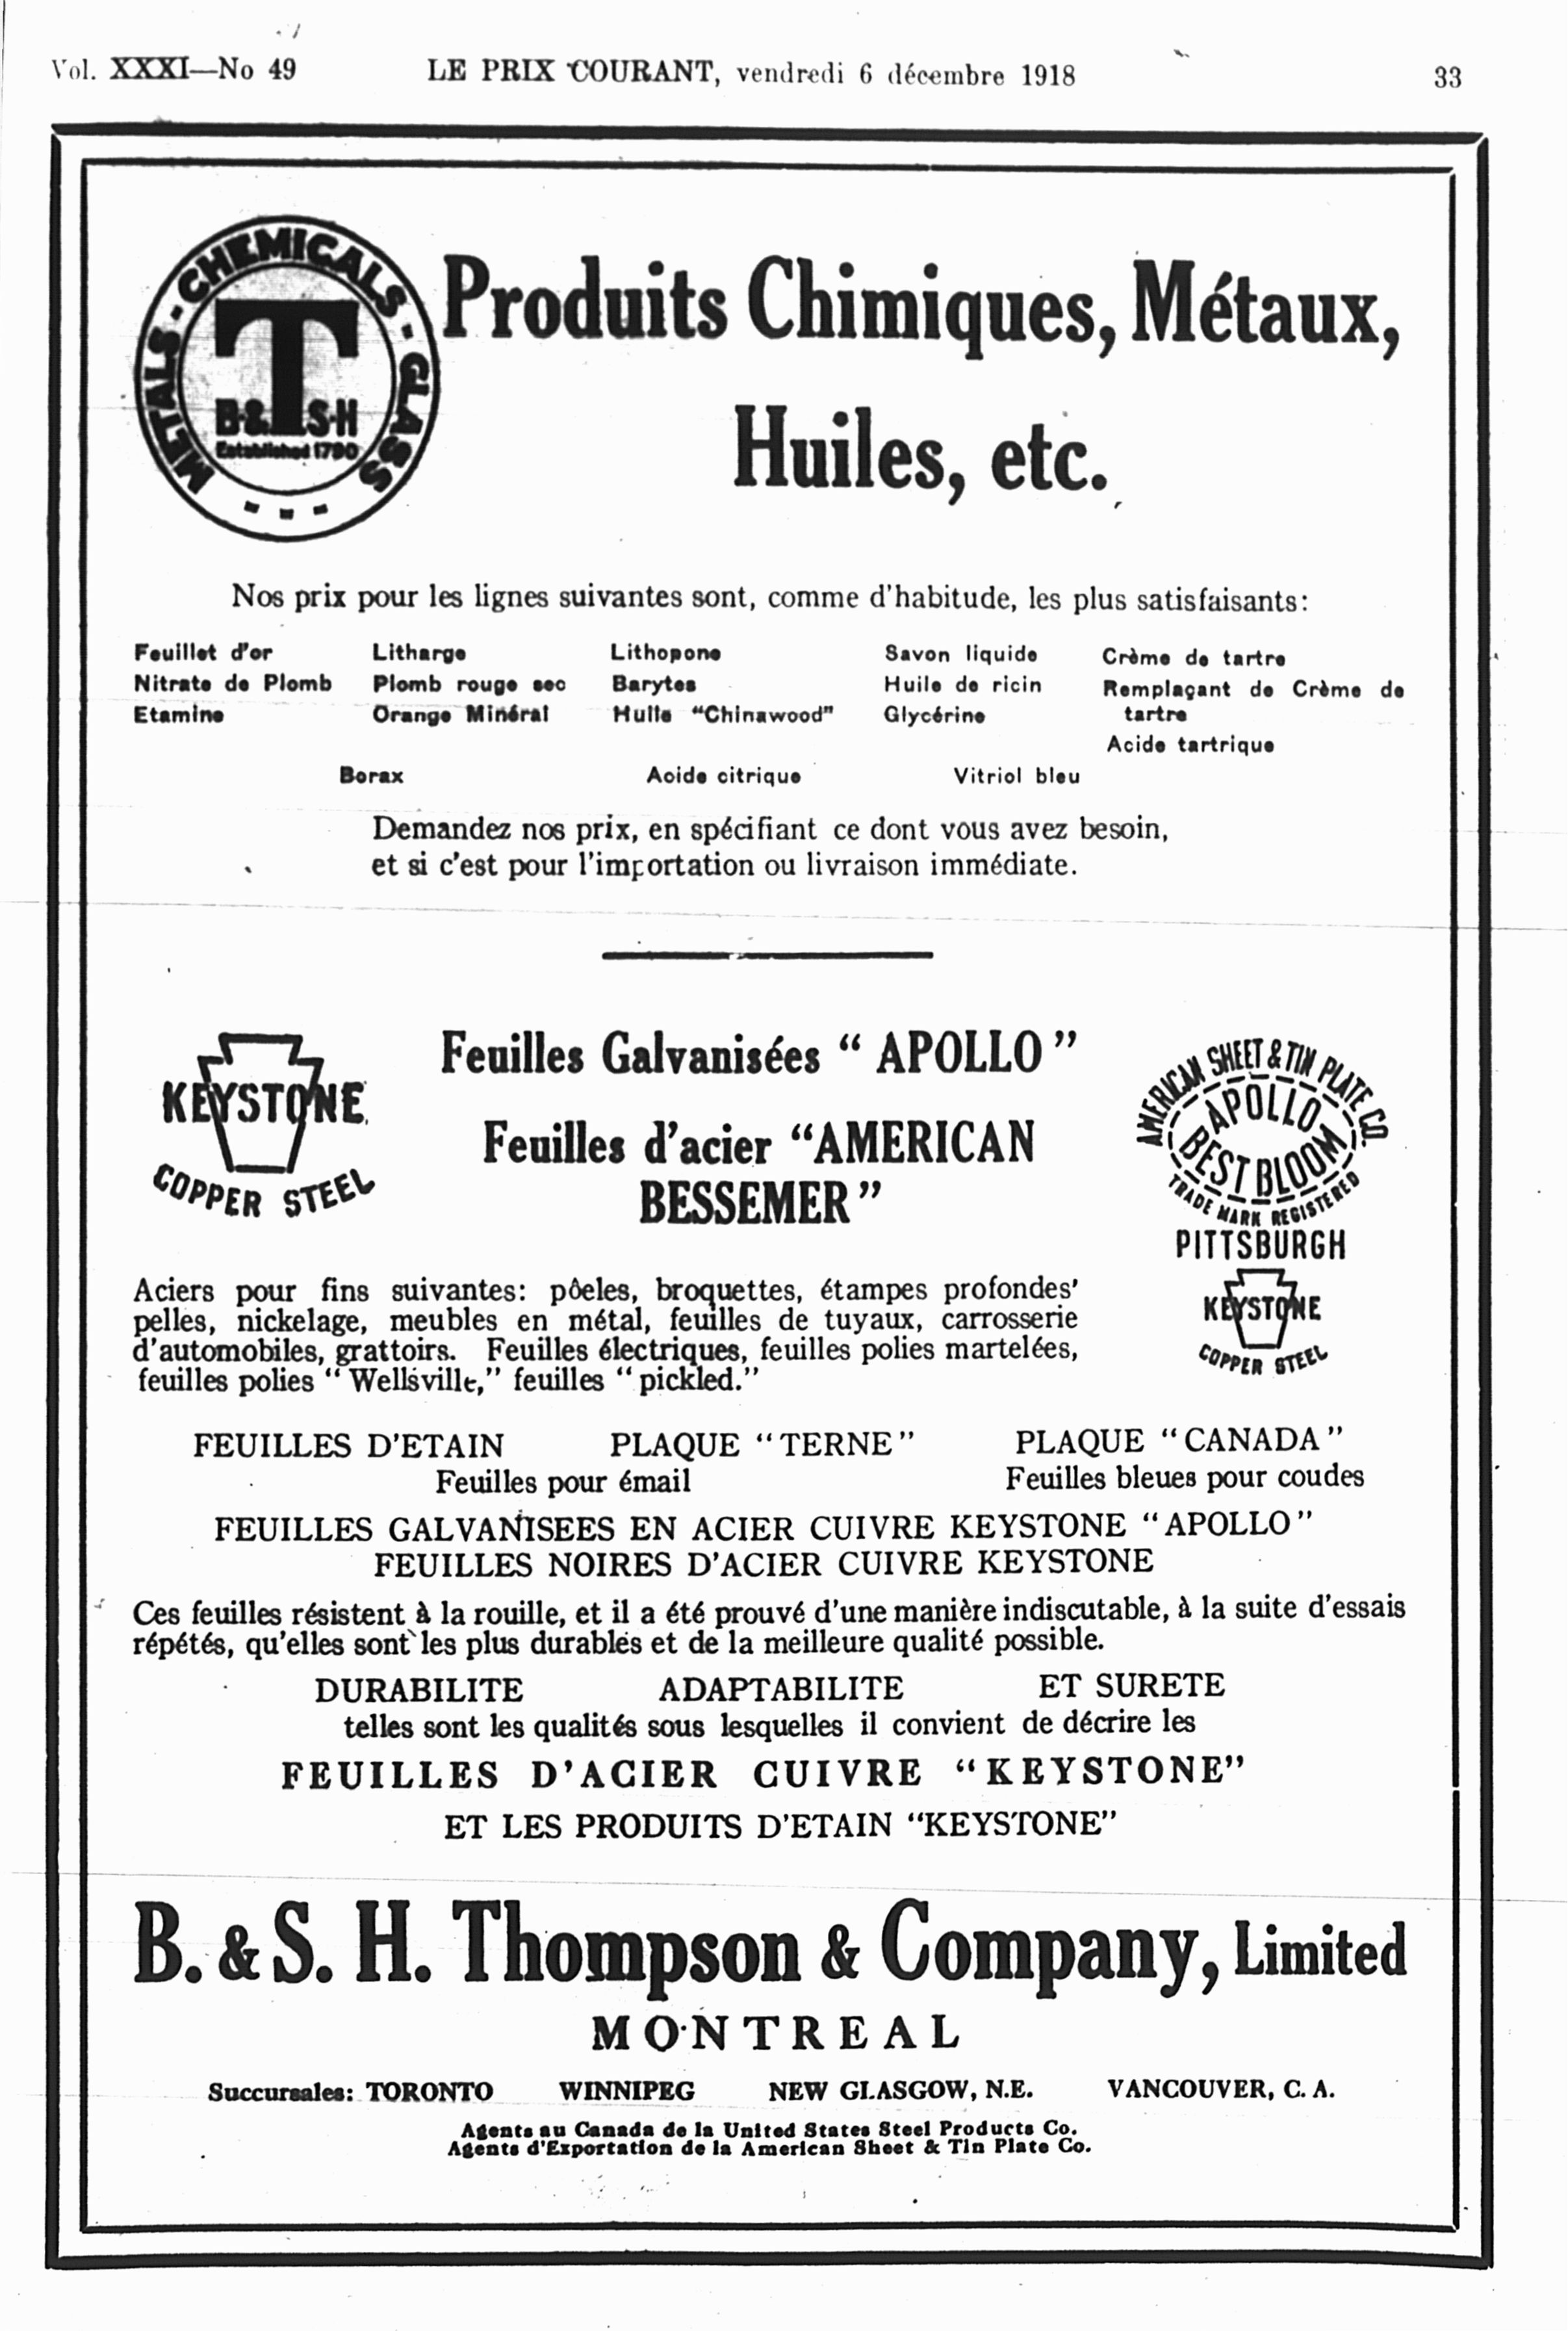 Vol. XXXI—No 49 LE PRIX COURANT, vendredi 6 décembre 1918 33
METALS - CHEMICALS - GLASS
T
B.&S.H
Established 1790
Produits Chimiques, Métaux,
Huiles, etc.
Nos prix pour les lignes suivantes sont, comme d'habitude, les plus satisfaisants:
Feuillet d'or Litharge Lithopone Savon liquide Crème de tartre
Nitrate de Plomb Plomb rouge sec Barytes Huile de ricin Remplaçant de Crème de
Etamine Orange Minéral Huile "Chinawood" Glycérine tartre
Acide tartrique
Borax Acide citrique Vitriol bleu
Demandez nos prix, en spécifiant ce dont vous avez besoin,
et si c'est pour l'importation ou livraison immédiate.
KEYSTONE
COPPER STEEL
Feuilles Galvanisées " APOLLO "
Feuilles d'acier "AMERICAN
BESSEMER "
AMERICAN SHEET & TIN PLATE CO.
APOLLO
BEST BLOOM
TRADE MARK REGISTERED
PITTSBURGH
KEYSTONE
COPPER STEEL
Aciers pour fins suivantes: pôeles, broquettes, étampes profondes'
pelles, nickelage, meubles en métal, feuilles de tuyaux, carrosserie
d'automobiles, grattoirs. Feuilles électriques, feuilles polies martelées,
feuilles polies " Wellsville," feuilles " pickled."
FEUILLES D'ETAIN PLAQUE "TERNE" PLAQUE "CANADA"
Feuilles pour émail Feuilles bleues pour coudes
FEUILLES GALVANISEES EN ACIER CUIVRE KEYSTONE "APOLLO"
FEUILLES NOIRES D'ACIER CUIVRE KEYSTONE
Ces feuilles résistent à la rouille, et il a été prouvé d'une manière indiscutable, à la suite d'essais
répétés, qu'elles sont les plus durables et de la meilleure qualité possible.
DURABILITE ADAPTABILITE ET SURETE
telles sont les qualités sous lesquelles il convient de décrire les
FEUILLES D'ACIER CUIVRE "KEYSTONE"
ET LES PRODUITS D'ETAIN "KEYSTONE"
B. & S. H. Thompson & Company, Limited
MONTREAL
Succursales: TORONTO WINNIPEG NEW GLASGOW, N.E. VANCOUVER, C. A.
Agents au Canada de la United States Steel Products Co.
Agents d'Exportation de la American Sheet & Tin Plate Co.